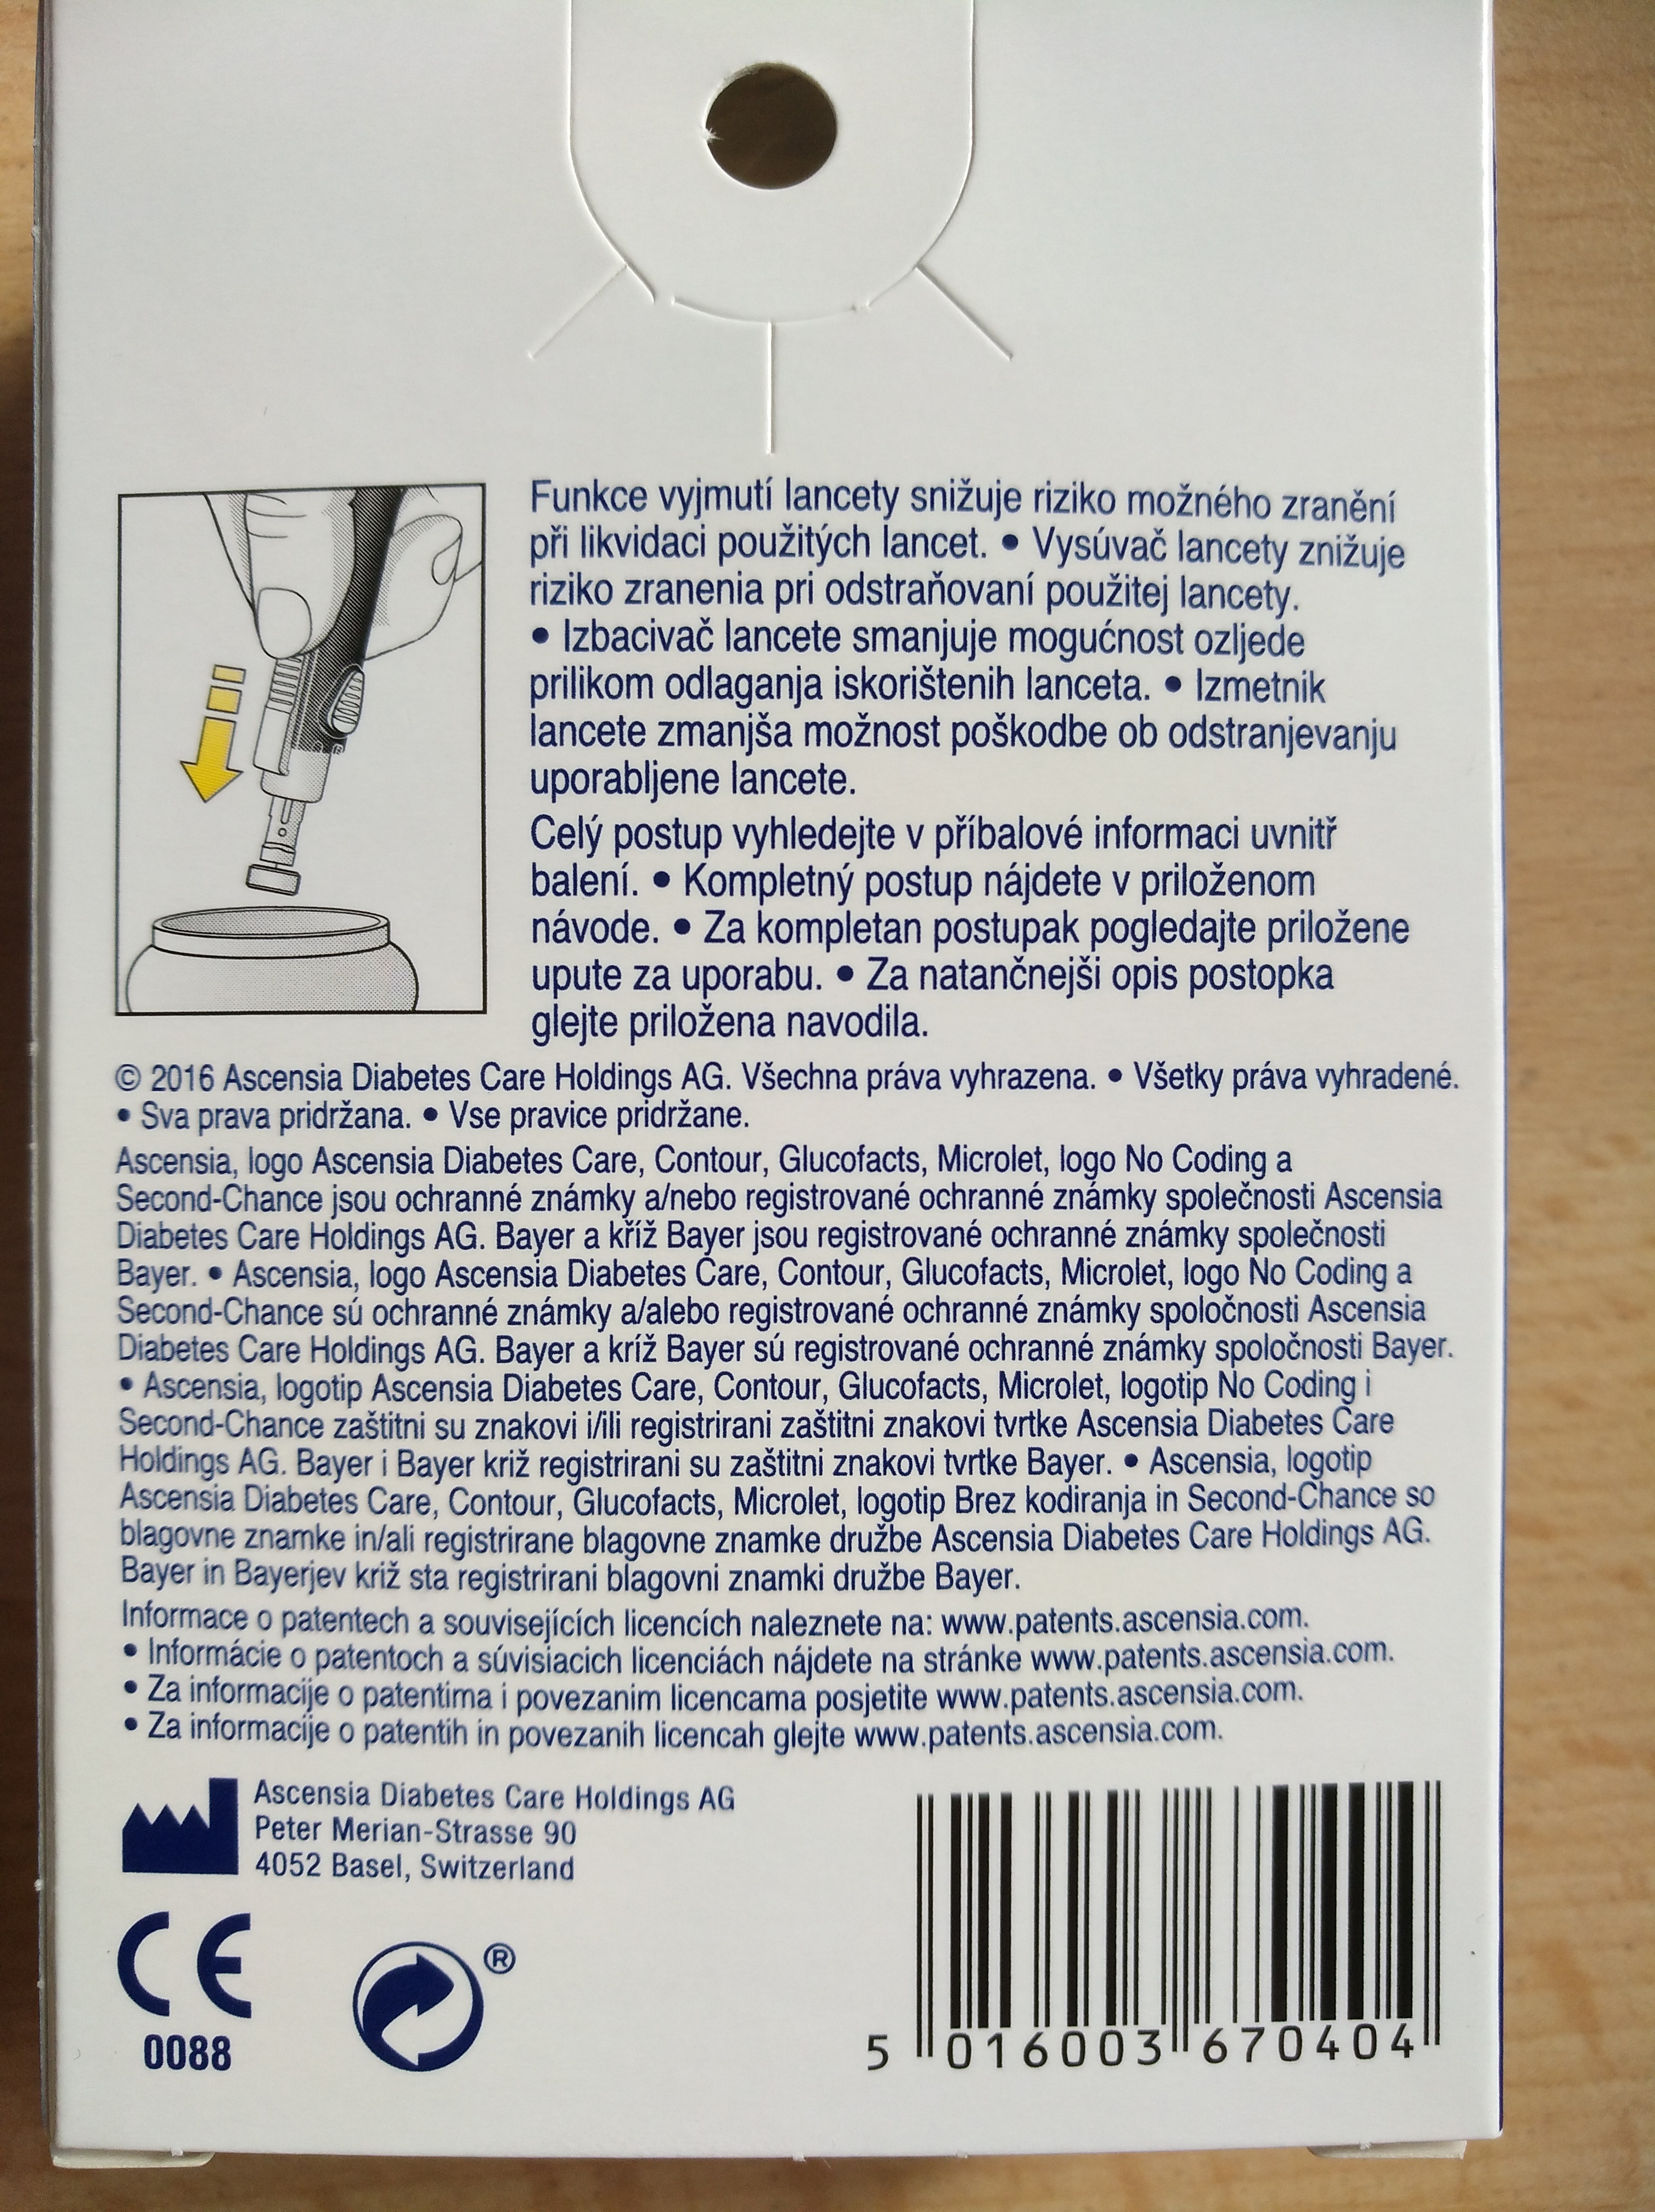 Funkce vyjmutí lancety snižuje riziko možného zranění
při likvidaci použitých lancet. • Vysúvač lancety znižuje
riziko zranenia pri odstraňovaní použitej lancety.
• Izbacivač lancete smanjuje mogućnost ozljede
prilikom odlaganja iskorištenih lanceta. • Izmetnik
lancete zmanjša možnost poškodbe ob odstranjevanju
uporabljene lancete.
Celý postup vyhledejte v příbalové informaci uvnitř
balení. • Kompletný postup nájdete v priloženom
návode. • Za kompletan postupak pogledajte priložene
upute za uporabu. • Za natančnejši opis postopka
glejte priložena navodila.
© 2016 Ascensia Diabetes Care Holdings AG. Všechna práva vyhrazena. • Všetky práva vyhradené.
• Sva prava pridržana. • Vse pravice pridržane.
Ascensia, logo Ascensia Diabetes Care, Contour, Glucofacts, Microlet, logo No Coding a
Second-Chance jsou ochranné známky a/nebo registrované ochranné známky společnosti Ascensia
Diabetes Care Holdings AG. Bayer a kříž Bayer jsou registrované ochranné známky společnosti
Bayer. • Ascensia, logo Ascensia Diabetes Care, Contour, Glucofacts, Microlet, logo No Coding a
Second-Chance sú ochranné známky a/alebo registrované ochranné známky spoločnosti Ascensia
Diabetes Care Holdings AG. Bayer a kríž Bayer sú registrované ochranné známky spoločnosti Bayer.
• Ascensia, logotip Ascensia Diabetes Care, Contour, Glucofacts, Microlet, logotip No Coding i
Second-Chance zaštitni su znakovi i/ili registrirani zaštitni znakovi tvrtke Ascensia Diabetes Care
Holdings AG. Bayer i Bayer križ registrirani su zaštitni znakovi tvrtke Bayer. • Ascensia, logotip
Ascensia Diabetes Care, Contour, Glucofacts, Microlet, logotip Brez kodiranja in Second-Chance so
blagovne znamke in/ali registrirane blagovne znamke družbe Ascensia Diabetes Care Holdings AG.
Bayer in Bayerjev križ sta registrirani blagovni znamki družbe Bayer.
Informace o patentech a souvisejících licencích naleznete na: www.patents.ascensia.com.
• Informácie o patentoch a súvisiacich licenciách nájdete na stránke www.patents.ascensia.com.
• Za informacije o patentima i povezanim licencama posjetite www.patents.ascensia.com.
• Za informacije o patentih in povezanih licencah glejte www.patents.ascensia.com.
Ascensia Diabetes Care Holdings AG
Peter Merian-Strasse 90
4052 Basel, Switzerland
CE
0088
®
5 016003 670404